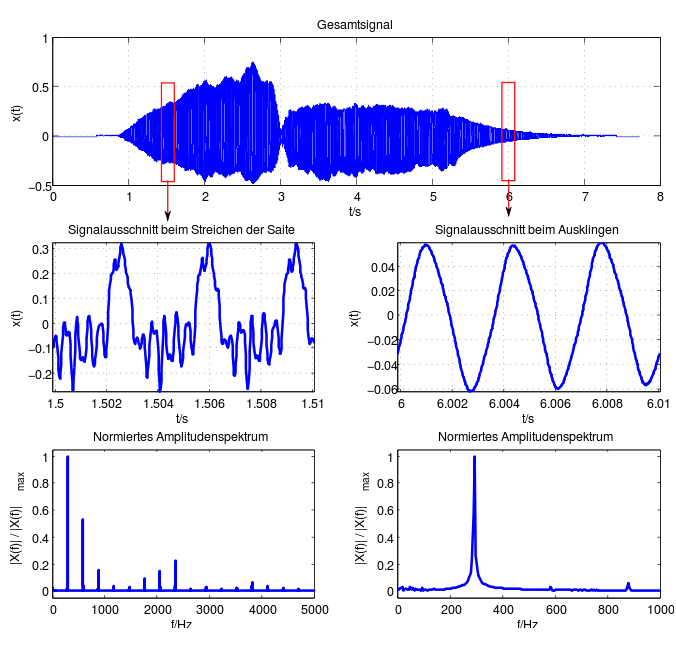 Gesamtsignal
1
0.5
0
−0.5
x(t)
0 1 2 3 4 5 6 7 8
t/s
Signalausschnitt beim Streichen der Saite
0.3
0.2
0.1
0
−0.1
−0.2
x(t)
1.5 1.502 1.504 1.506 1.508 1.51
t/s
Signalausschnitt beim Ausklingen
0.04
0.02
0
−0.02
−0.04
−0.06
x(t)
6 6.002 6.004 6.006 6.008 6.01
t/s
Normiertes Amplitudenspektrum
1
0.8
0.6
0.4
0.2
0
|X(f)| / |X(f)| max
0 1000 2000 3000 4000 5000
f/Hz
Normiertes Amplitudenspektrum
1
0.8
0.6
0.4
0.2
0
|X(f)| / |X(f)| max
0 200 400 600 800 1000
f/Hz